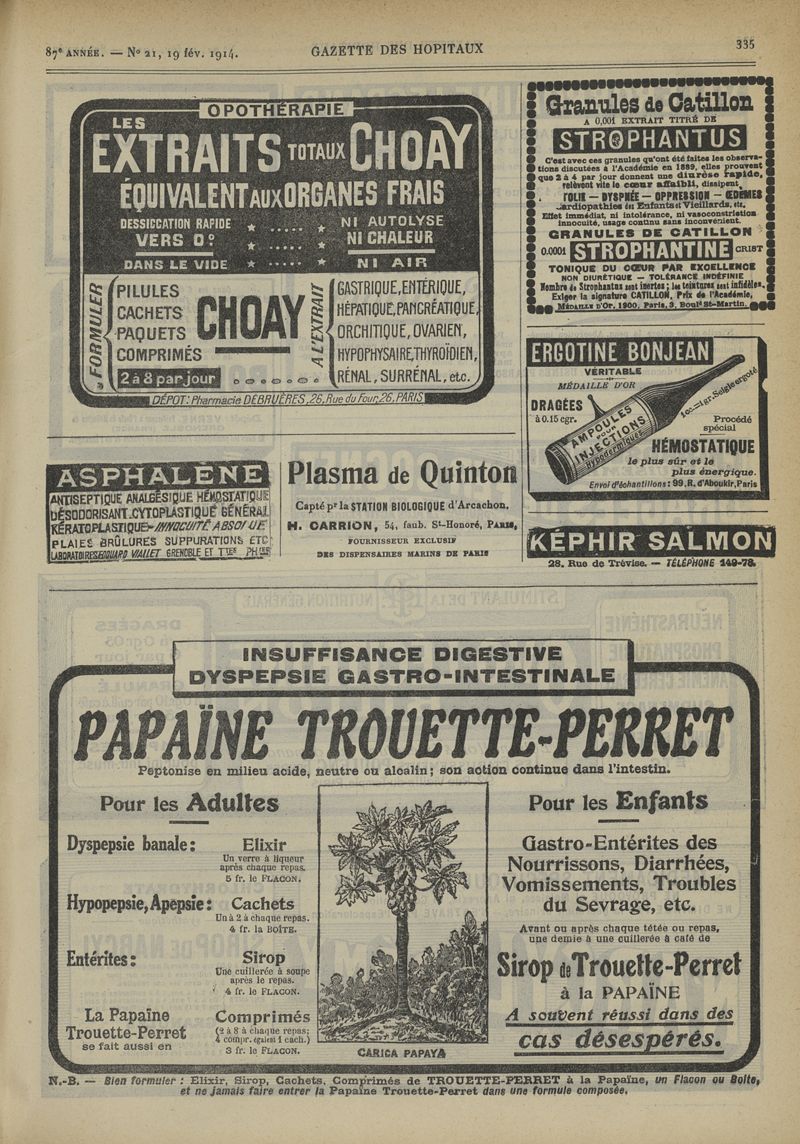 87e ANNÉE. — No 21, 19 fév. 1914.
GAZETTE DES HOPITAUX
335
OPOTHÉRAPIE
LES
EXTRAITS TOTAUX CHOAY
ÉQUIVALENT AUX ORGANES FRAIS
DESSICCATION RAPIDE ★ ...... ★ NI AUTOLYSE
VERS 0º ★ ...... ★ NI CHALEUR
DANS LE VIDE ★ ...... ★ NI AIR
FORMULER
PILULES
CACHETS
PAQUETS
COMPRIMÉS
CHOAY
A L'EXTRAIT
GASTRIQUE, ENTÉRIQUE,
HÉPATIQUE, PANCRÉATIQUE,
ORCHITIQUE, OVARIEN,
HYPOPHYSAIRE, THYROÏDIEN,
RÉNAL, SURRÉNAL, etc.
2 à 8 par jour
DÉPOT: Pharmacie DEBRUÈRES, 26, Rue du Four, 26, PARIS
Granules de Catillon
A 0,001 EXTRAIT TITRÉ DE
STROPHANTUS
C'est avec ces granules qu'ont été faites les observa-
tions discutées à l'Académie en 1889, elles prouvent
que 2 à 4 par jour donnent une diurèse rapide,
relèvent vite le cœur affaibli, dissipent
. FOLIE — DYSPNÉE — OPPRESSION — ŒDÈMES
Cardiopathies des Enfants et Vieillards, etc.
Effet immédiat, ni intolérance, ni vasoconstriction
innocuité, usage continu sans inconvénient.
GRANULES DE CATILLON
0.0001 STROPHANTINE CRIST
TONIQUE DU CŒUR PAR EXCELLENCE
NON DIURÉTIQUE — TOLÉRANCE INDÉFINIE
Nombre de Strophantus sont inertes; les teintures sont infidèles.
Exiger la signature CATILLON, Prix de l'Académie,
MÉDAILLE D'OR, 1900, Paris, 3, Boul^d St-Martin.
ERGOTINE BONJEAN
VÉRITABLE
MÉDAILLE D'OR
DRAGÉES
à 0.15 cgr.
AMPOULES
POUR
INJECTIONS
Hypodermiques
1cc=1gr. Seigle ergoté
Procédé
spécial
HÉMOSTATIQUE
le plus sûr et le
plus énergique.
Envoi d'échantillons: 99, R. d'Aboukir, Paris
ASPHALÈNE
ANTISEPTIQUE ANALGÉSIQUE HÉMOSTATIQUE
DÉSODORISANT. CYTOPLASTIQUE GÉNÉRAL
KÉRATOPLASTIQUE - INNOCUITÉ ABSOLUE
PLAIES BRÛLURES SUPPURATIONS ETC
Plasma de Quinton
Capté pr la STATION BIOLOGIQUE d'Arcachon.
H. CARRION, 54, faub. St-Honoré, PARIS,
FOURNISSEUR EXCLUSIF
DES DISPENSAIRES MARINS DE PARIS
KÉPHIR SALMON
28, Rue de Trévise. — TÉLÉPHONE 149-78.
INSUFFISANCE DIGESTIVE
DYSPEPSIE GASTRO-INTESTINALE
PAPAÏNE TROUETTE-PERRET
Peptonise en milieu acide, neutre ou alcalin; son action continue dans l'intestin.
Pour les Adultes
Dyspepsie banale: Elixir
Un verre à liqueur
après chaque repas.
5 fr. le FLACON.
Hypopepsie, Apepsie: Cachets
Un à 2 à chaque repas.
4 fr. la BOÎTE.
Entérites: Sirop
Une cuillerée à soupe
après le repas.
4 fr. le FLACON.
La Papaïne
Trouette-Perret
se fait aussi en
Comprimés
(2 à 8 à chaque repas;
4 compr. égalent 1 cach.)
3 fr. le FLACON.
CARICA PAPAYA
Pour les Enfants
Gastro-Entérites des
Nourrissons, Diarrhées,
Vomissements, Troubles
du Sevrage, etc.
Avant ou après chaque tétée ou repas,
une demie à une cuillerée à café de
Sirop de Trouette-Perret
à la PAPAÏNE
A souvent réussi dans des
cas désespérés.
N.-B. — Bien formuler : Elixir, Sirop, Cachets, Comprimés de TROUETTE-PERRET à la Papaïne, un Flacon ou Boîte,
et ne jamais faire entrer la Papaïne Trouette-Perret dans une formule composée.